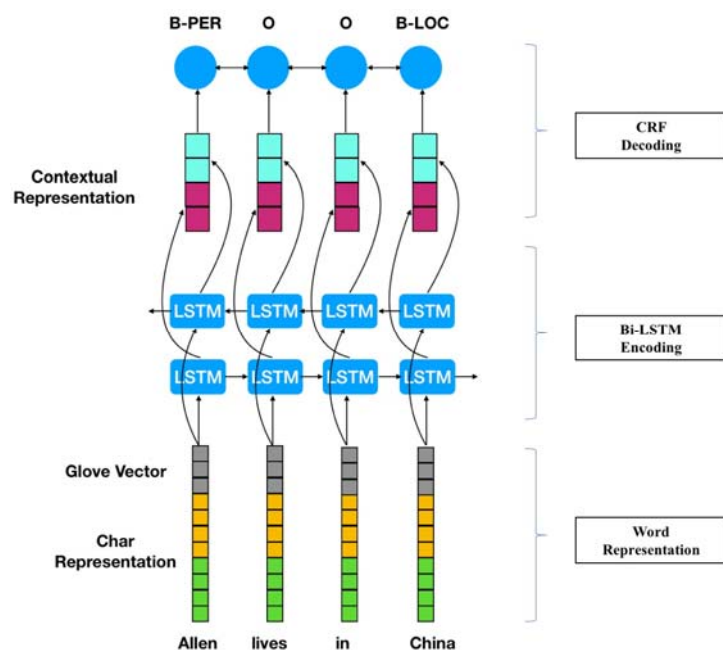 B-PER O O B-LOC
CRF
Decoding
Contextual
Representation
LSTM LSTM LSTM LSTM
Bi-LSTM
Encoding
LSTM LSTM LSTM LSTM
Glove Vector
Char
Representation
Word
Representation
Allen lives in China